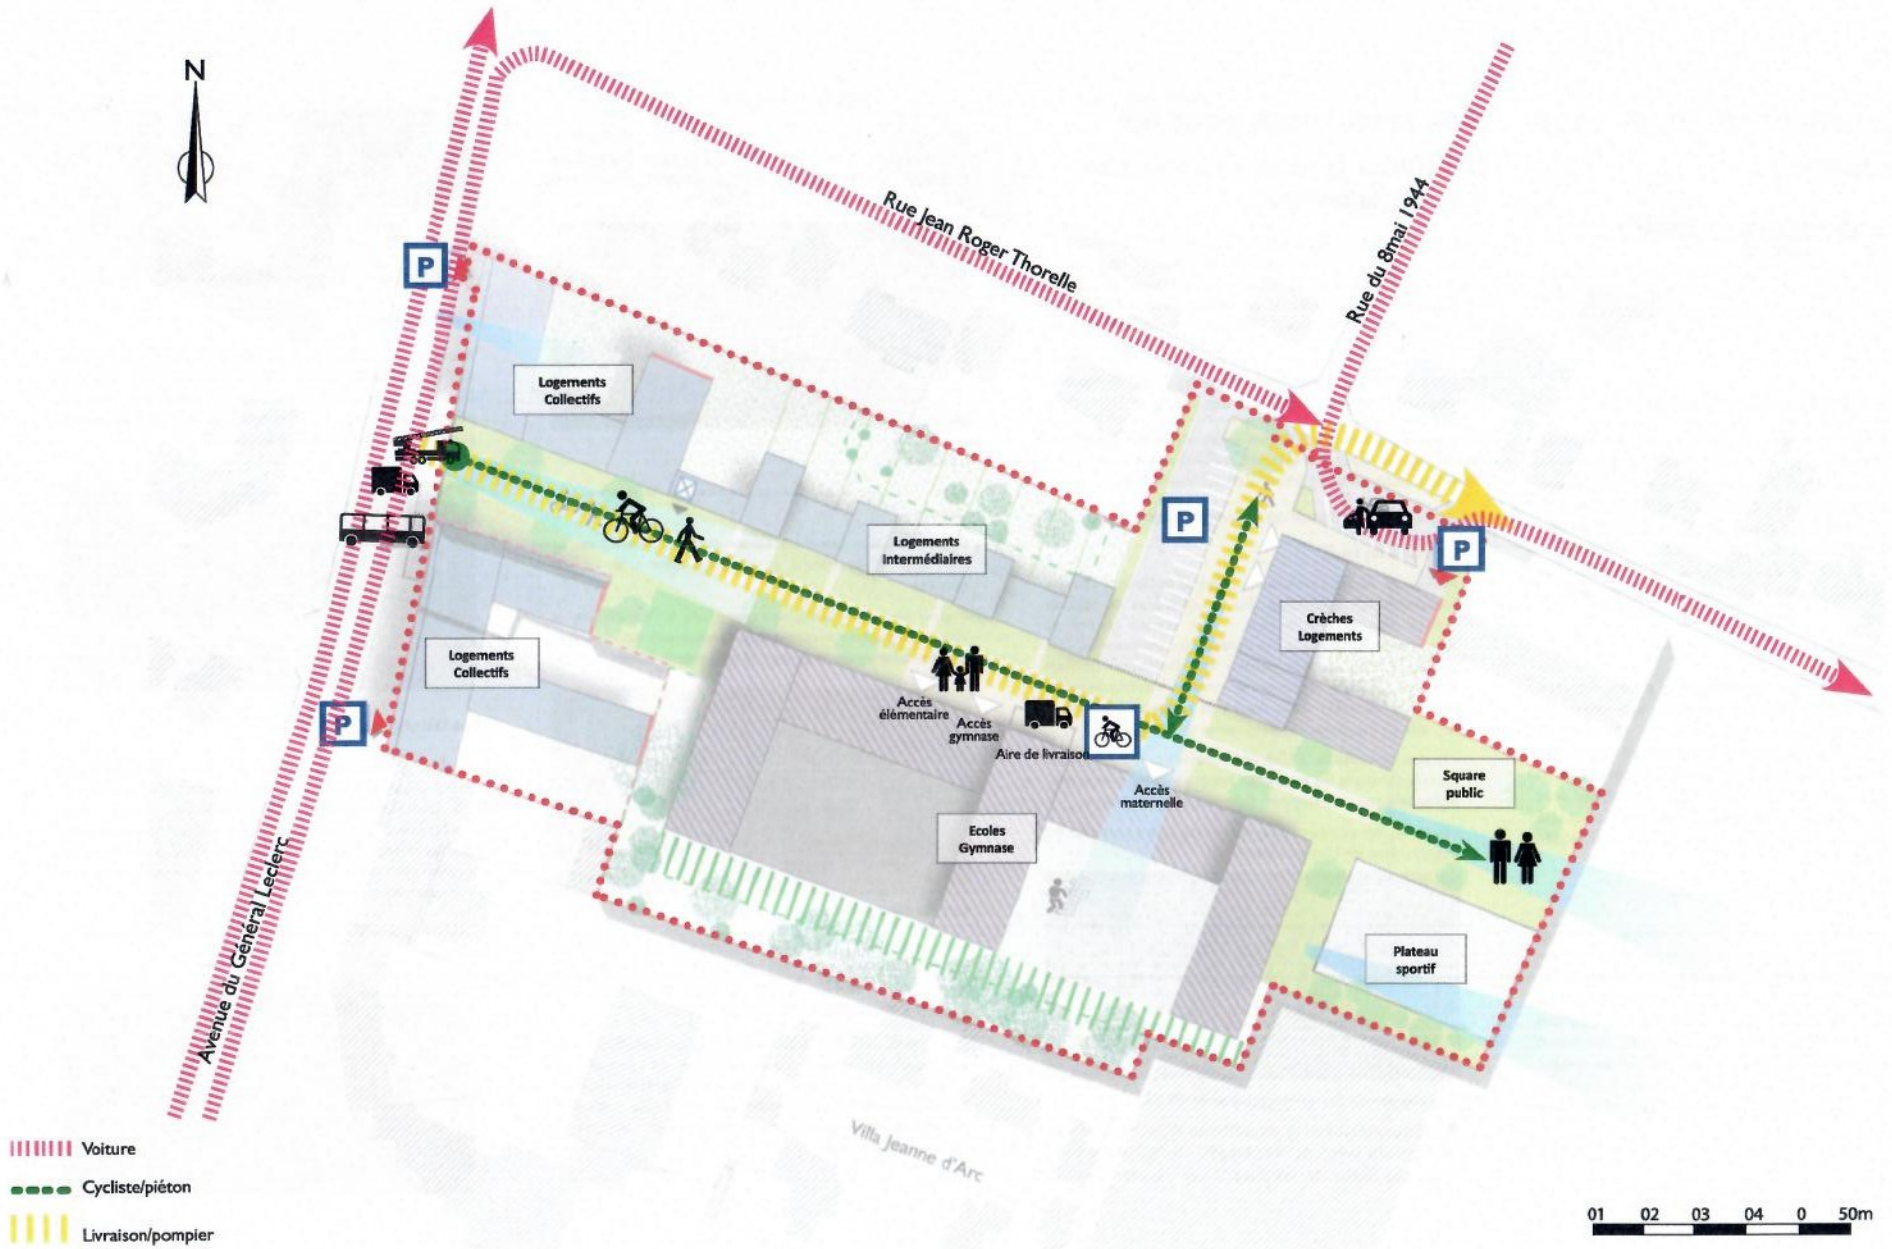 N
Rue Jean Roger Thorelle
Rue du 8mai 1944
P
Logements
Collectifs
P
Logements
intermédiaires
P
Crèches
Logements
Logements
Collectifs
P
Accès
élémentaire
Accès
gymnase
Aire de livraison
Accès
maternelle
Square
public
Ecoles
Gymnase
Plateau
sportif
Avenue du Géneral Leclerc
Villa Jeanne d'Arc
Voiture
Cycliste/piéton
Livraison/pompier
01 02 03 04 0 50m